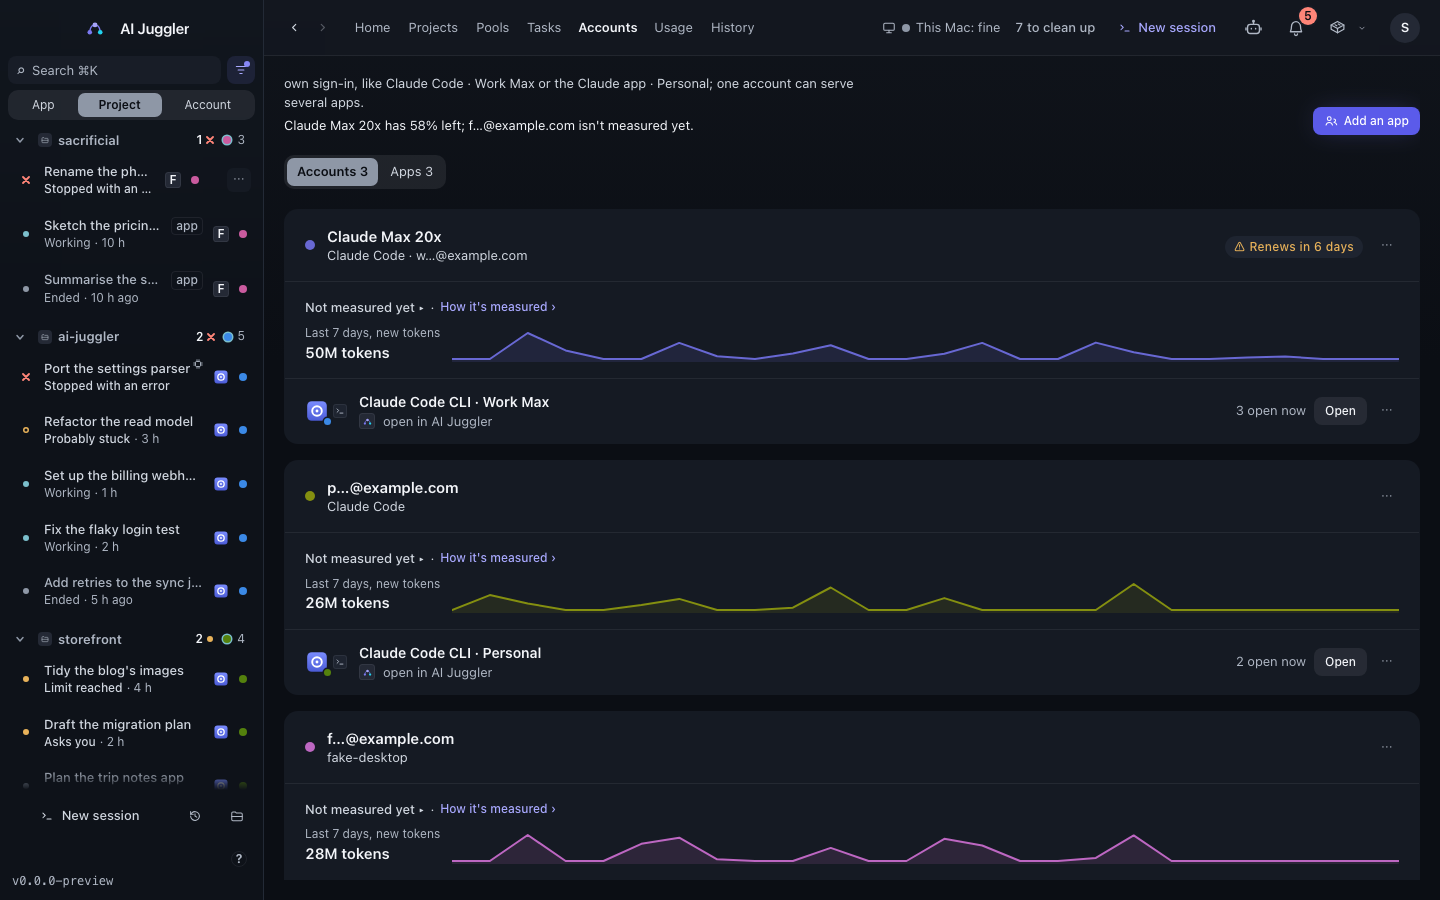 AI Juggler
Search ⌘K
App
Project
Account
sacrificial
1
3
Rename the ph...
Stopped with an ...
F
Sketch the pricin...
app
Working · 10 h
F
Summarise the s...
app
Ended · 10 h ago
F
ai-juggler
2
5
Port the settings parser
Stopped with an error
Refactor the read model
Probably stuck · 3 h
Set up the billing webh...
Working · 1 h
Fix the flaky login test
Working · 2 h
Add retries to the sync j...
Ended · 5 h ago
storefront
2
4
Tidy the blog's images
Limit reached · 4 h
Draft the migration plan
Asks you · 2 h
Plan the trip notes app
New session
?
v0.0.0-preview
Home
Projects
Pools
Tasks
Accounts
Usage
History
This Mac: fine
7 to clean up
New session
5
S
own sign-in, like Claude Code · Work Max or the Claude app · Personal; one account can serve
several apps.
Claude Max 20x has 58% left; f...@example.com isn't measured yet.
Add an app
Accounts 3
Apps 3
Claude Max 20x
Claude Code · w...@example.com
Renews in 6 days
Not measured yet ▸ · How it's measured ›
Last 7 days, new tokens
50M tokens
Claude Code CLI · Work Max
open in AI Juggler
3 open now
Open
p...@example.com
Claude Code
Not measured yet ▸ · How it's measured ›
Last 7 days, new tokens
26M tokens
Claude Code CLI · Personal
open in AI Juggler
2 open now
Open
f...@example.com
fake-desktop
Not measured yet ▸ · How it's measured ›
Last 7 days, new tokens
28M tokens